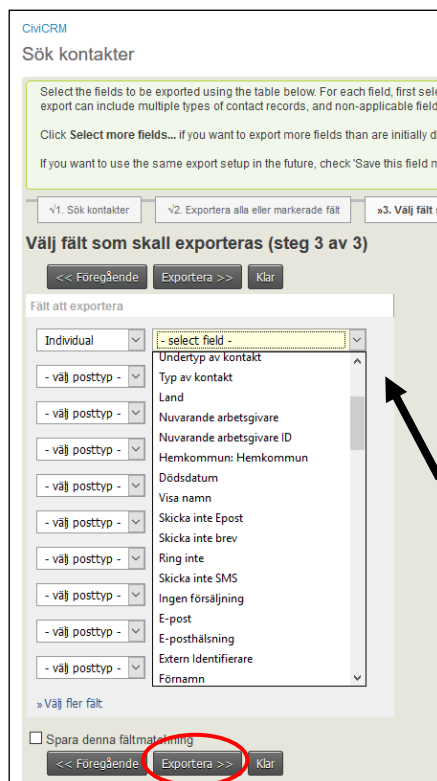 CiviCRM
Sök kontakter
Select the fields to be exported using the table below. For each field, first sele
export can include multiple types of contact records, and non-applicable field
Click Select more fields... if you want to export more fields than are initially d
If you want to use the same export setup in the future, check 'Save this field m
√1. Sök kontakter √2. Exportera alla eller markerade fält »3. Välj fält s
Välj fält som skall exporteras (steg 3 av 3)
<< Föregående Exportera >> Klar
Fält att exportera
Individual - select field -
Undertyp av kontakt
- välj posttyp - Typ av kontakt
Land
- välj posttyp - Nuvarande arbetsgivare
Nuvarande arbetsgivare ID
- välj posttyp - Hemkommun: Hemkommun
Dödsdatum
- välj posttyp - Visa namn
Skicka inte Epost
- välj posttyp - Skicka inte brev
- välj posttyp - Ring inte
Skicka inte SMS
- välj posttyp - Ingen försäljning
E-post
- välj posttyp - E-posthälsning
Extern Identifierare
- välj posttyp - Förnamn
» Välj fler fält
Spara denna fältmatchning
<< Föregående Exportera >> Klar